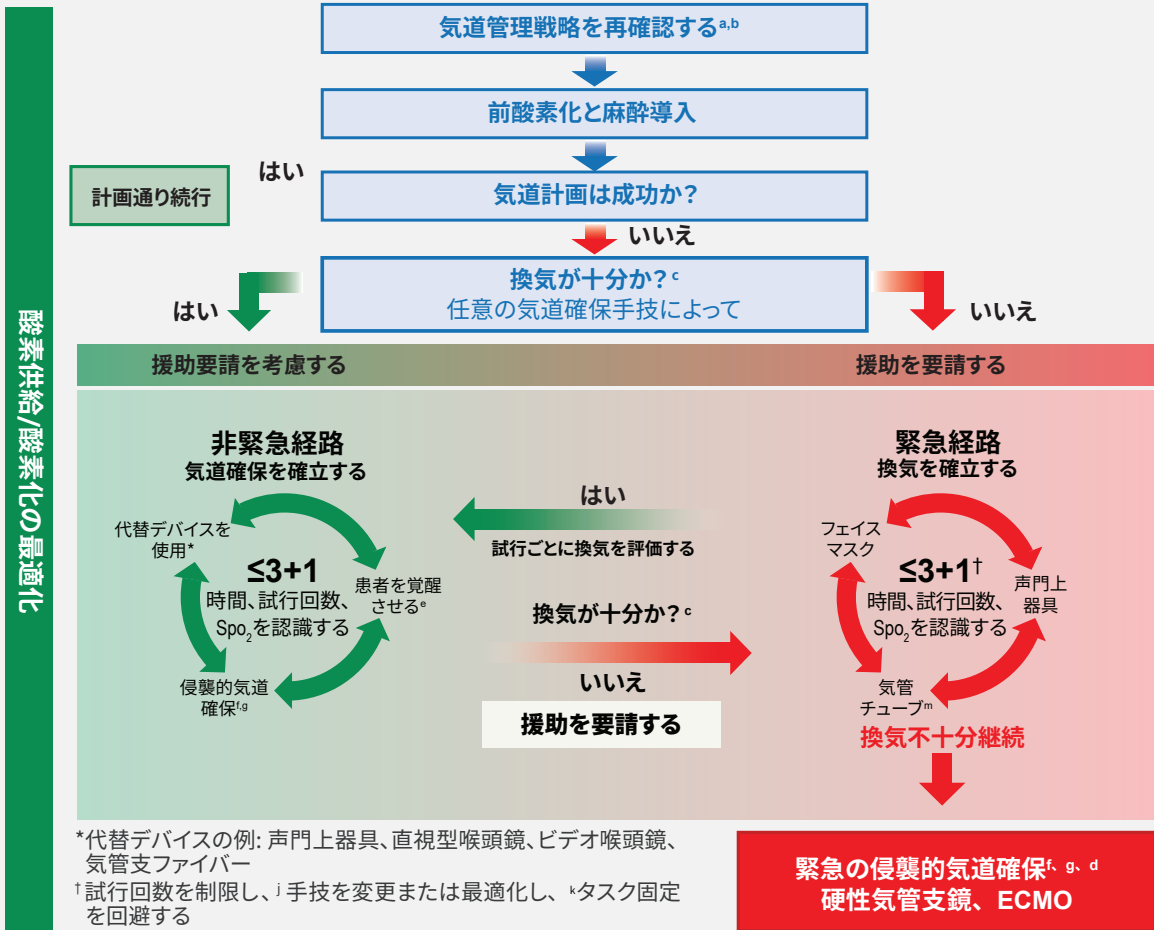 気道管理戦略を再確認するa,b
前酸素化と麻酔導入
はい
計画通り続行
気道計画は成功か?
いいえ
換気が十分か? c
任意の気道確保手技によって
はい
いいえ
酸素供給/酸素化の最適化
援助要請を考慮する
援助を要請する
非緊急経路
気道確保を確立する
代替デバイスを
使用*
≤3+1
時間、試行回数、
Spo2を認識する
患者を覚醒
させるe
侵襲的気道
確保f,g
はい
試行ごとに換気を評価する
換気が十分か? c
いいえ
援助を要請する
緊急経路
換気を確立する
フェイス
マスク
≤3+1†
時間、試行回数、
Spo2を認識する
声門上
器具
気管
チューブm
換気不十分継続
*代替デバイスの例: 声門上器具、直視型喉頭鏡、ビデオ喉頭鏡、
気管支ファイバー
†試行回数を制限し、j 手技を変更または最適化し、kタスク固定
を回避する
緊急の侵襲的気道確保f、g、d
硬性気管支鏡、ECMO